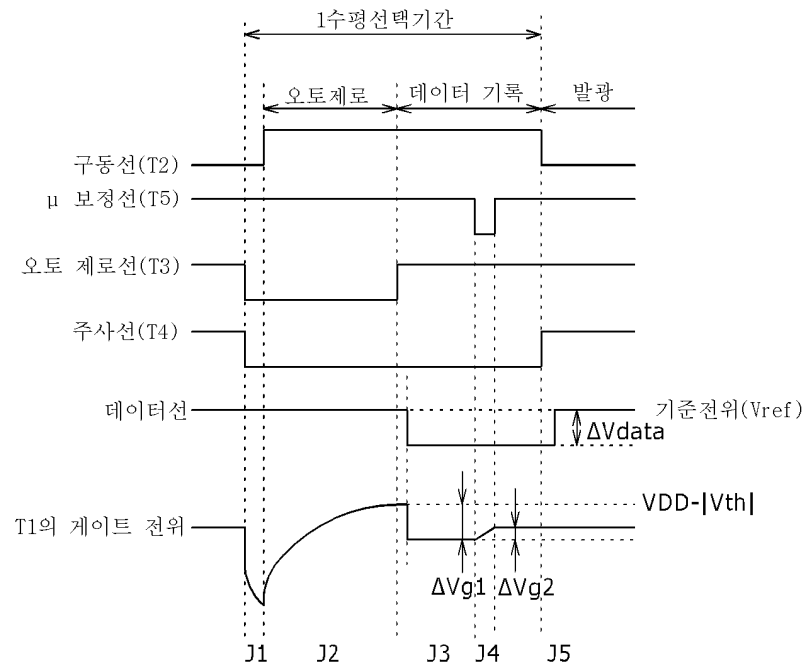 1수평선택기간
오토제로 데이터 기록 발광
구동선(T2)
μ 보정선(T5)
오토 제로선(T3)
주사선(T4)
데이터선 기준전위(Vref)
ΔVdata
VDD-|Vth|
T1의 게이트 전위
ΔVg1 ΔVg2
J1 J2 J3 J4 J5